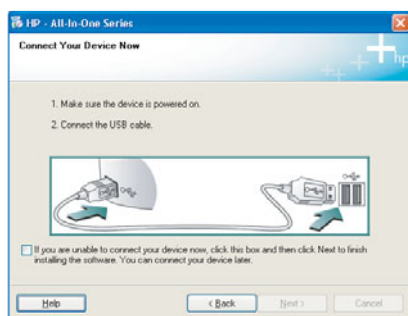 HP - All-In-One Series
Connect Your Device Now
hp
1. Make sure the device is powered on.
2. Connect the USB cable.
If you are unable to connect your device now, click this box and then click Next to finish
installing the software. You can connect your device later.
Help
< Back
Next >
Cancel